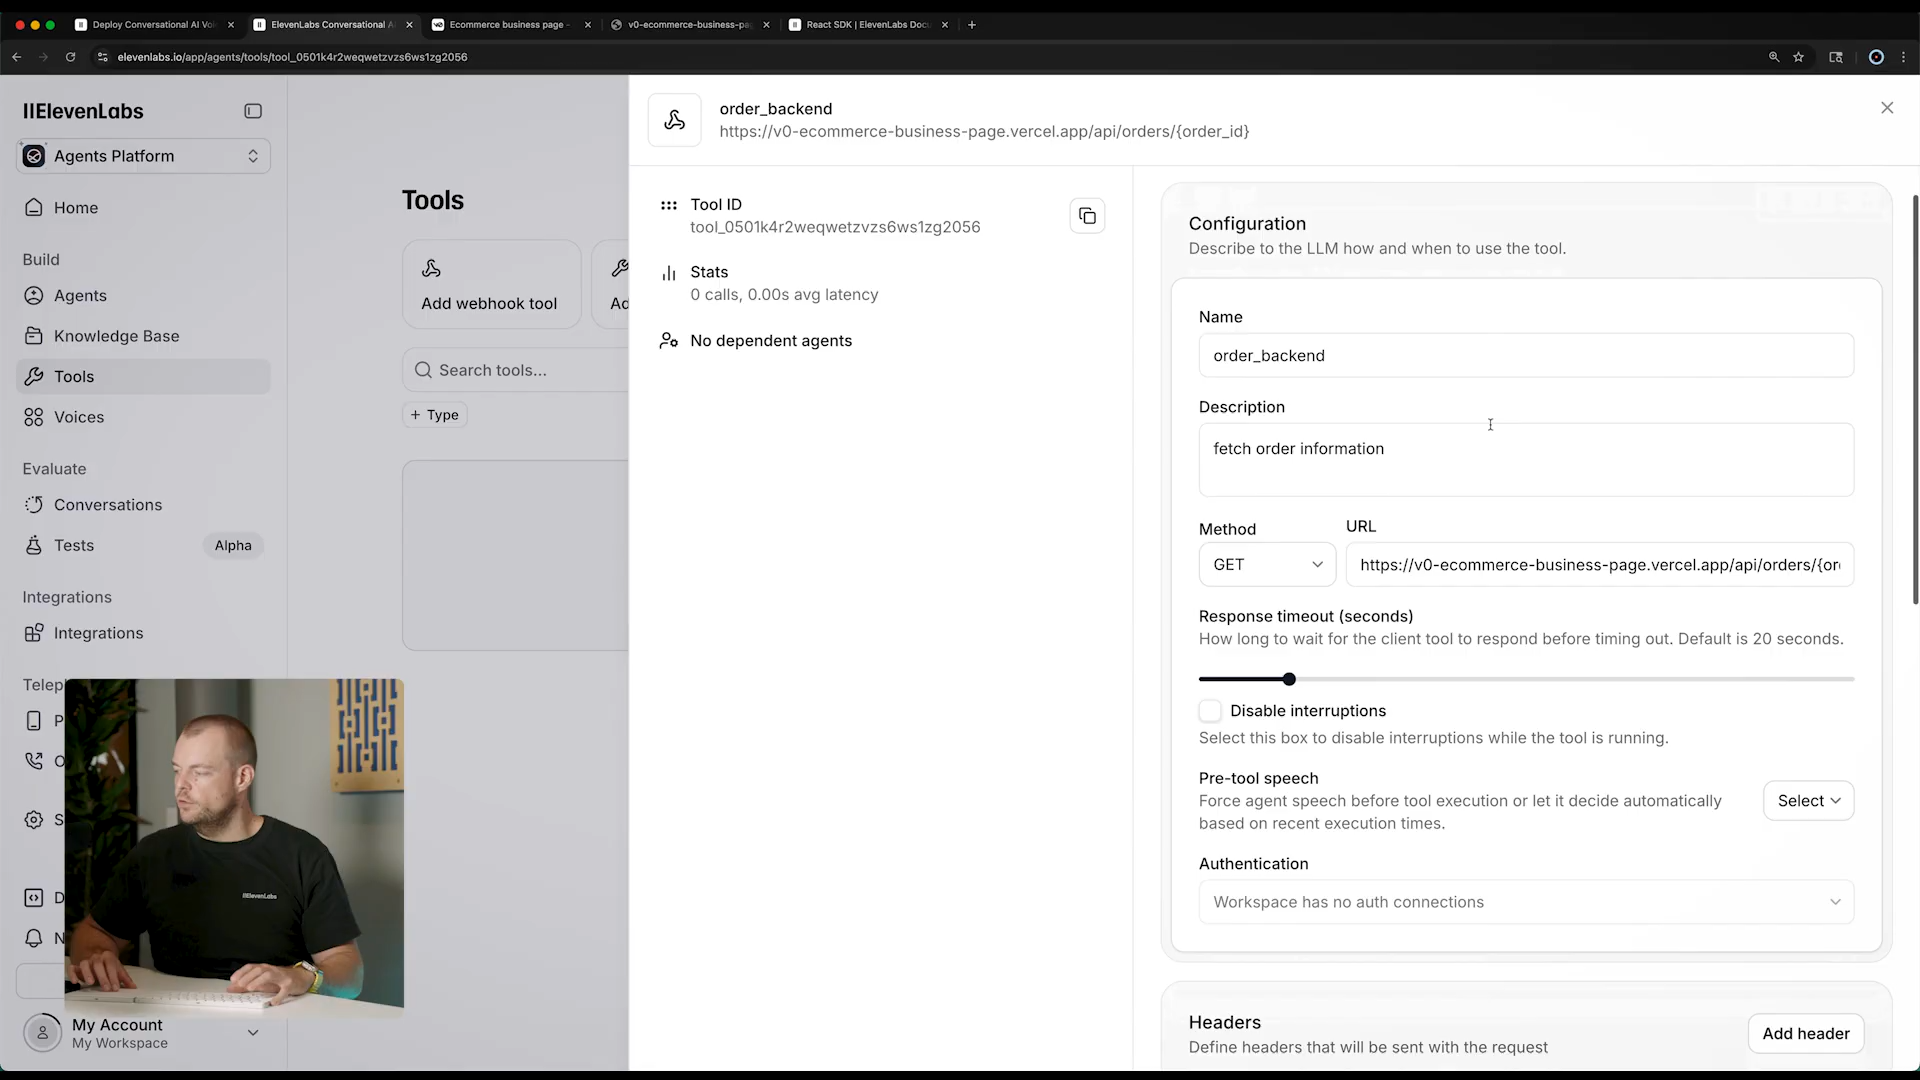 Deploy Conversational AI Voi
ElevenLabs Conversational A
Ecommerce business page -
v0-ecommerce-business-pag
React SDK | ElevenLabs Docu
elevenlabs.io/app/agents/tools/tool_0501k4r2weqwetzvzs6ws1zg2056
IIElevenLabs
Agents Platform
Home
Build
Agents
Knowledge Base
Tools
Voices
Evaluate
Conversations
Tests
Alpha
Integrations
Integrations
Telep
P
O
S
D
N
My Account
My Workspace
Tools
Add webhook tool
Ad
Search tools...
+ Type
order_backend
https://v0-ecommerce-business-page.vercel.app/api/orders/{order_id}
Tool ID
tool_0501k4r2weqwetzvzs6ws1zg2056
Stats
0 calls, 0.00s avg latency
No dependent agents
Configuration
Describe to the LLM how and when to use the tool.
Name
order_backend
Description
fetch order information
Method
URL
GET
https://v0-ecommerce-business-page.vercel.app/api/orders/{or
Response timeout (seconds)
How long to wait for the client tool to respond before timing out. Default is 20 seconds.
Disable interruptions
Select this box to disable interruptions while the tool is running.
Pre-tool speech
Force agent speech before tool execution or let it decide automatically
based on recent execution times.
Select
Authentication
Workspace has no auth connections
Headers
Define headers that will be sent with the request
Add header
IIElevenLabs